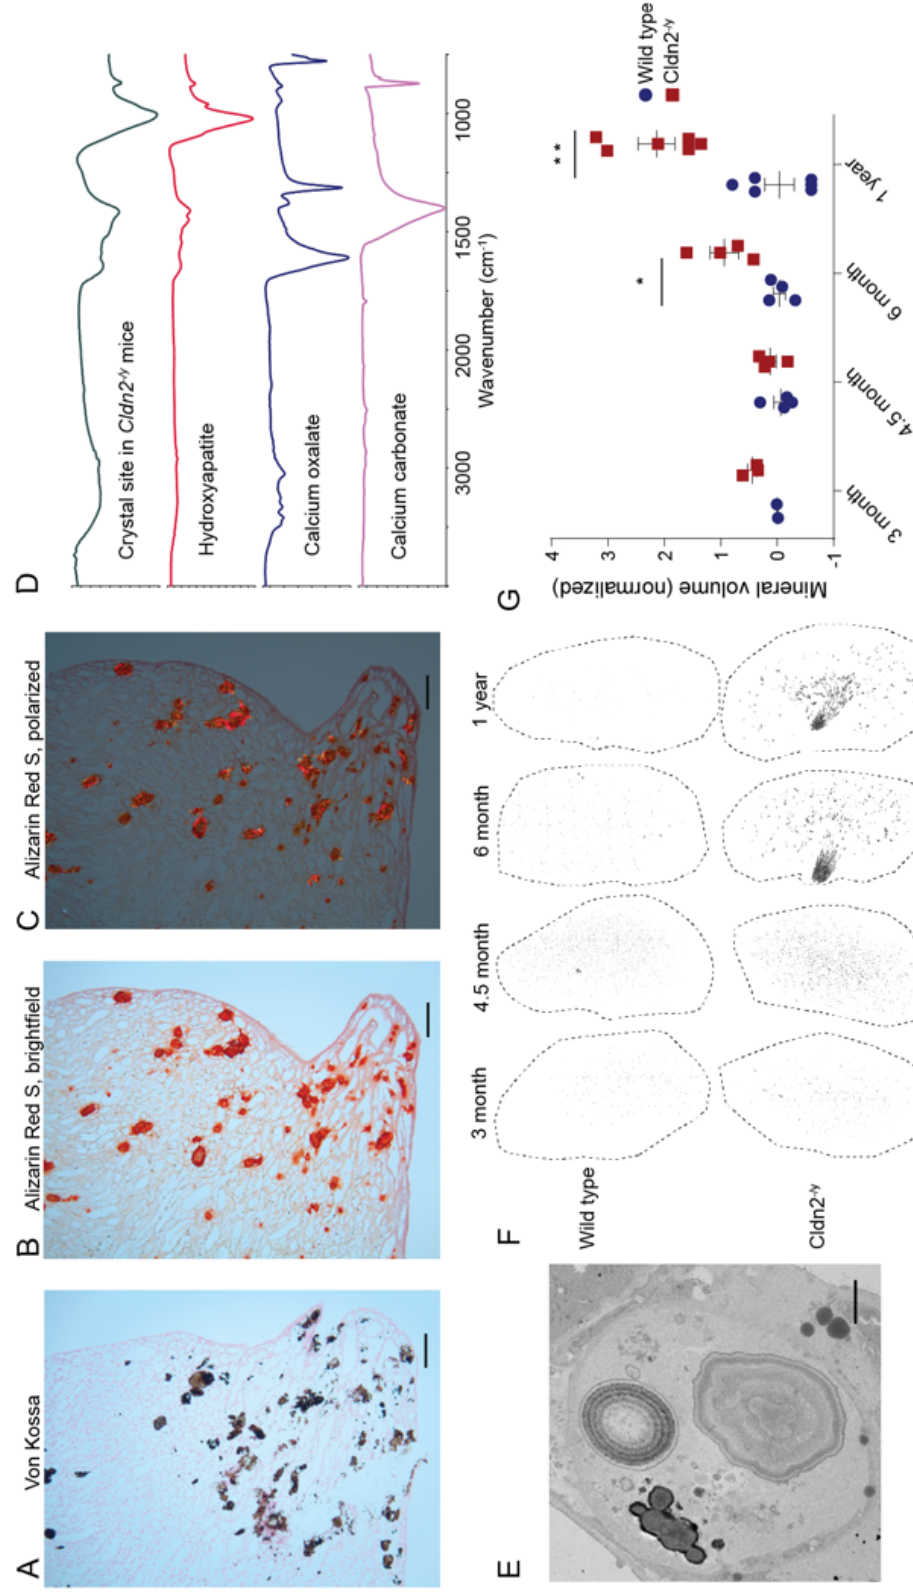 A
Von Kossa
B
Alizarin Red S, brightfield
C
Alizarin Red S, polarized
D
Crystal site in Cldn2-/y mice
Hydroxyapatite
Calcium oxalate
Calcium carbonate
3000
2000
1500
1000
Wavenumber (cm-1)
E
F
3 month
4.5 month
6 month
1 year
Wild type
Cldn2-/y
G
Mineral volume (normalized)
4
3
2
1
0
-1
*
**
Wild type
Cldn2-/y
3 month
4.5 month
6 month
1 year